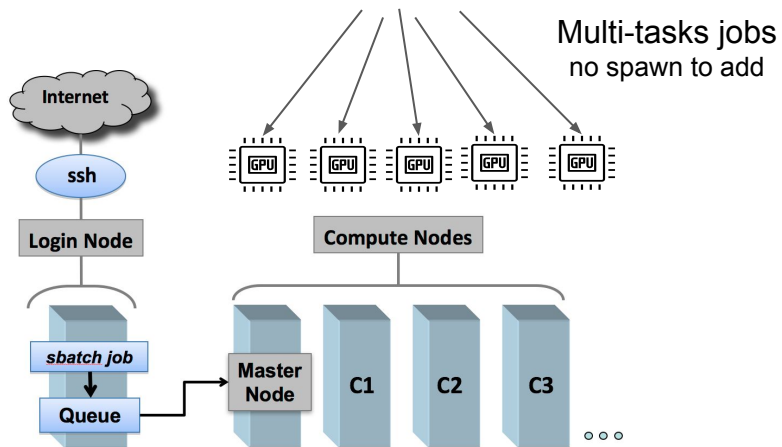 Multi-tasks jobs
no spawn to add
Internet
ssh
GPU
GPU
GPU
GPU
GPU
Login Node
Compute Nodes
sbatch job
Queue
Master
Node
C1
C2
C3